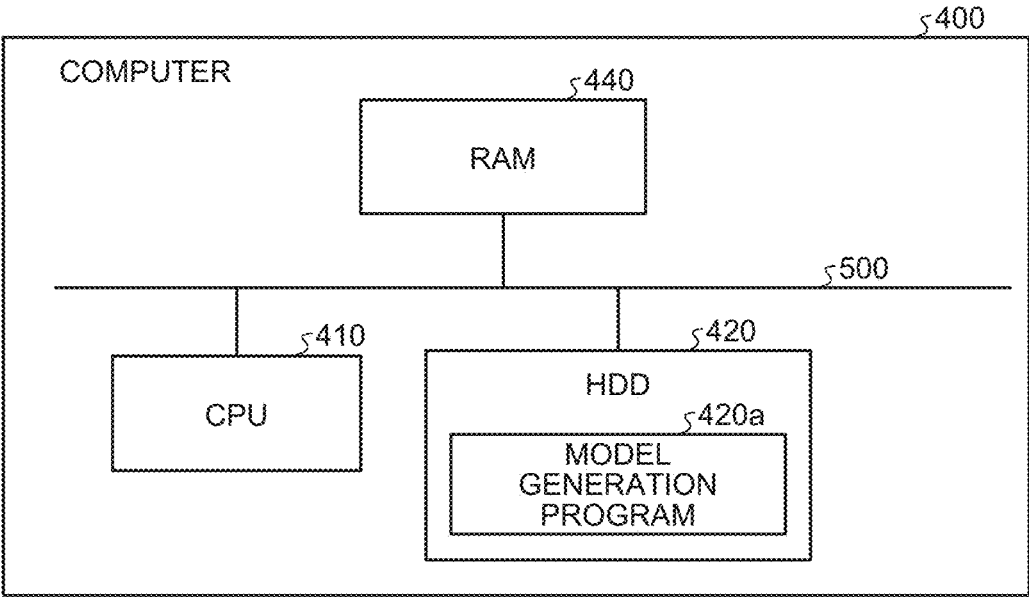 400
COMPUTER
440
RAM
500
410
CPU
420
HDD
420a
MODEL
GENERATION
PROGRAM